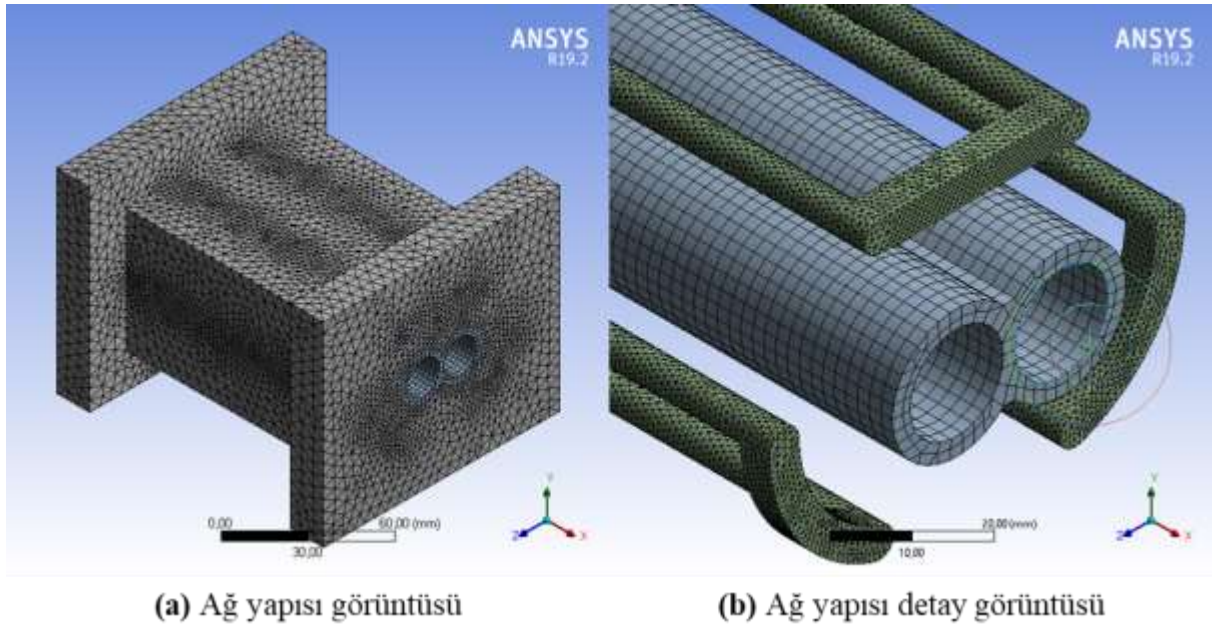 ANSYS
R19.2
0,00
60,00 (mm)
30,00
Y
Z
X
ANSYS
R19.2
20,00 (mm)
10,00
Y
Z
X
(a) Ağ yapısı görüntüsü
(b) Ağ yapısı detay görüntüsü